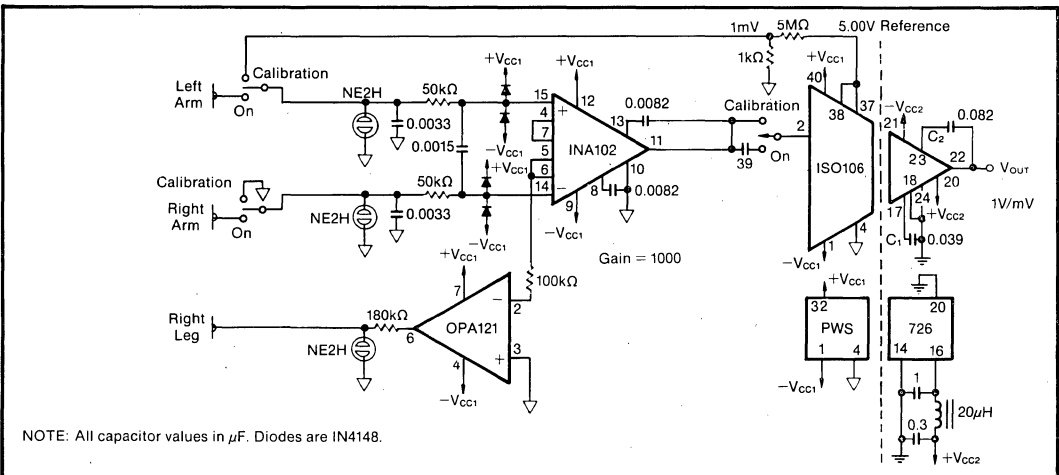 1mV 5MΩ 5.00V Reference
1kΩ
+VCC1
40
Left Arm
Calibration
On
NE2H
0.0033
50kΩ
0.0015
+VCC1
−VCC1
+VCC1
15
4
7
5
6
14
+
−
12
13
0.0082
INA102
11
10
8
0.0082
9
−VCC1
Gain = 1000
Calibration
39
On
2
ISO106
38
37
1
4
−VCC1
−VCC2
21
C2
0.082
23
22
VOUT
1V/mV
18
20
24
17
+VCC2
C1
0.039
Calibration
Right Arm
On
NE2H
0.0033
50kΩ
+VCC1
−VCC1
100kΩ
+VCC1
7
−
2
OPA121
6
3
+
4
−VCC1
180kΩ
Right Leg
NE2H
+VCC1
32
PWS
1
4
−VCC1
20
726
14
16
1
20μH
0.3
+VCC2
NOTE: All capacitor values in μF. Diodes are IN4148.